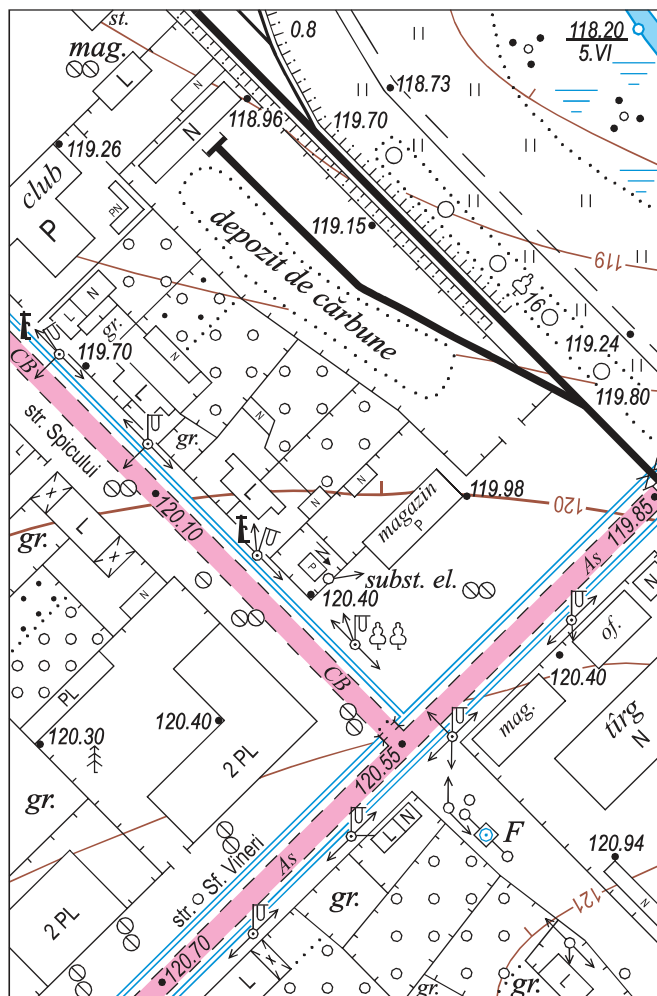 st.
mag.
L
N
0.8
118.20
5.VI
118.73
118.96
119.70
119.26
N
club
P
PN
119.15
119
depozit de cărbune
16
L
N
gr.
119.24
CB
U
119.70
N
119.80
L
str. Spicului
U
gr.
N
L
x
L
N
N
magazin
P
119.98
120
119.85
120.10
gr.
x
U
N
P
subst. el.
As
U
N
N
120.40
of.
U
120.40
PL
CB
mag.
tîrg
N
120.30
120.40
2 PL
U
120.55
gr.
U
L
N
F
120.94
str. Sf. Vineri
As
gr.
N
2 PL
U
121
120.70
L
x
gr.
gr.
L